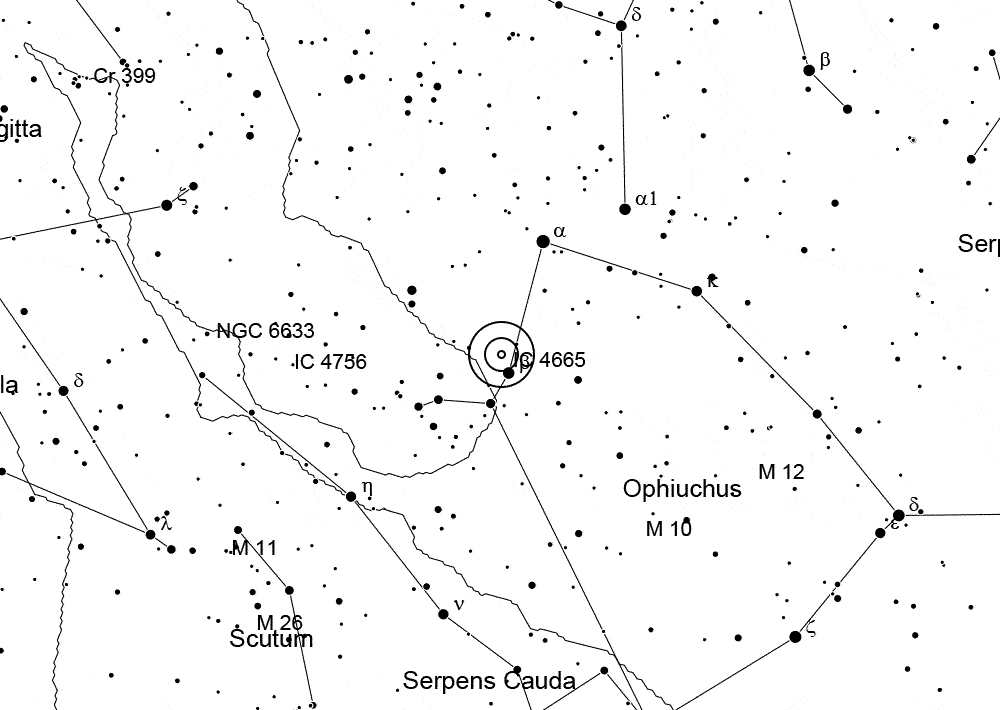 δ
β
Cr 399
gitta
ζ
α1
α
Serp
κ
NGC 6633
IC 4756
IC 4665
β
δ
la
M 12
η
Ophiuchus
δ
λ
M 10
ε
M 11
ν
M 26
ζ
Scutum
Serpens Cauda